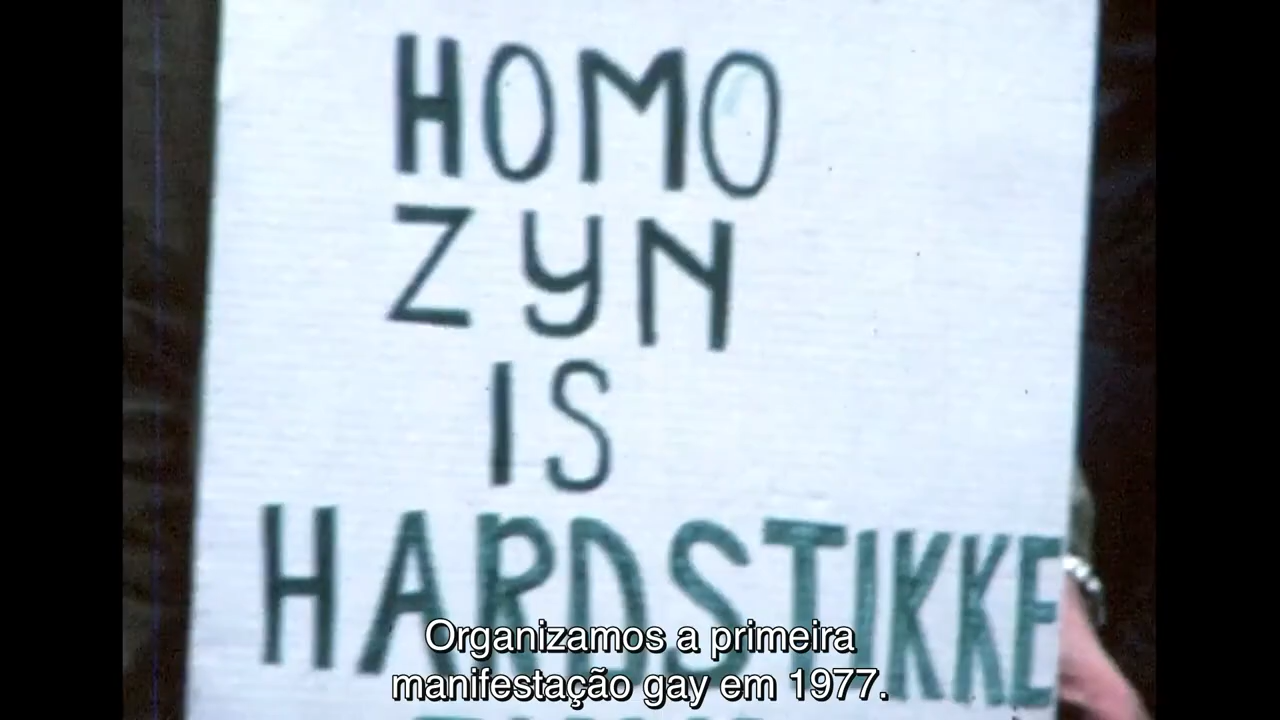 HOMO
ZYN
IS
HARDSTIKKE
Organizamos a primeira
manifestação gay em 1977.